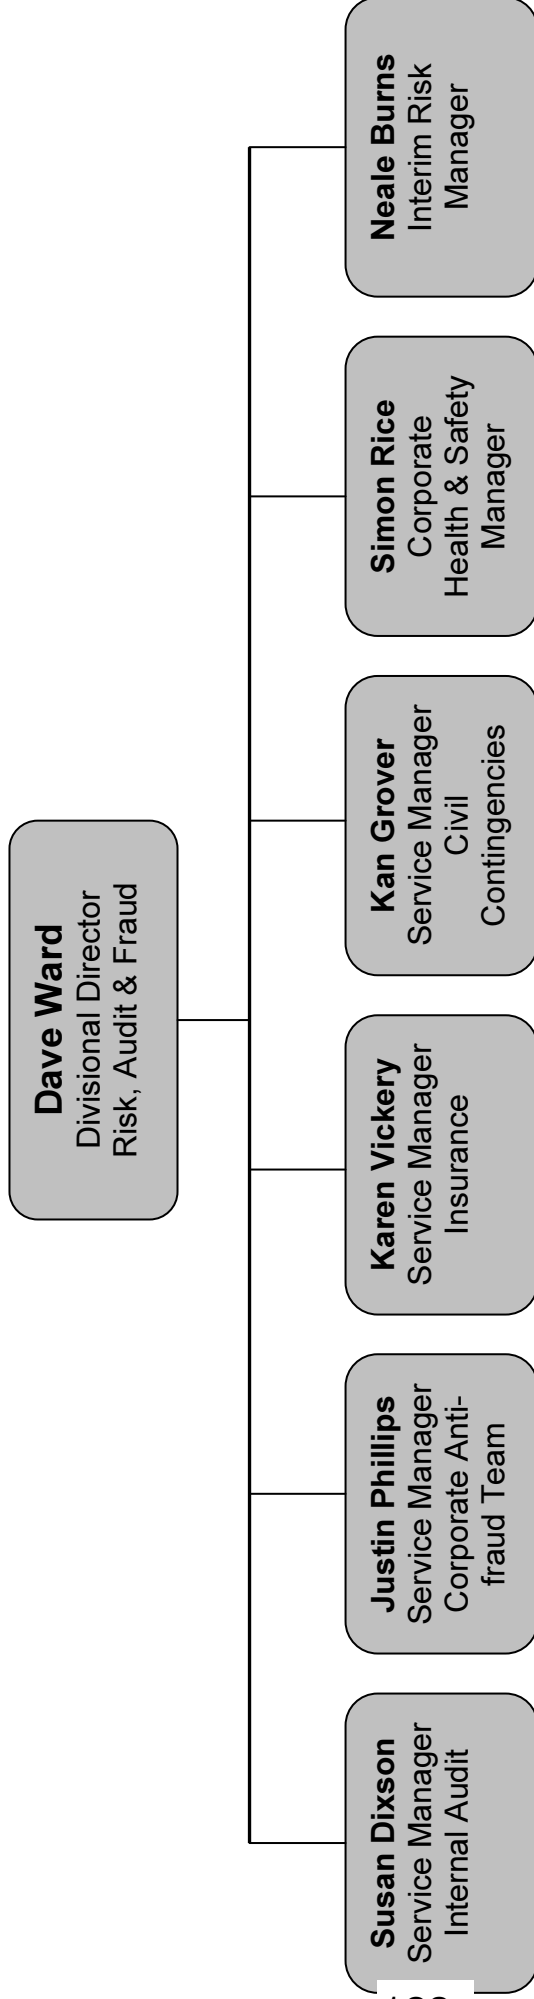 Dave Ward
Divisional Director
Risk, Audit & Fraud
Susan Dixson
Service Manager
Internal Audit
Justin Phillips
Service Manager
Corporate Anti-
fraud Team
Karen Vickery
Service Manager
Insurance
Kan Grover
Service Manager
Civil
Contingencies
Simon Rice
Corporate
Health & Safety
Manager
Neale Burns
Interim Risk
Manager